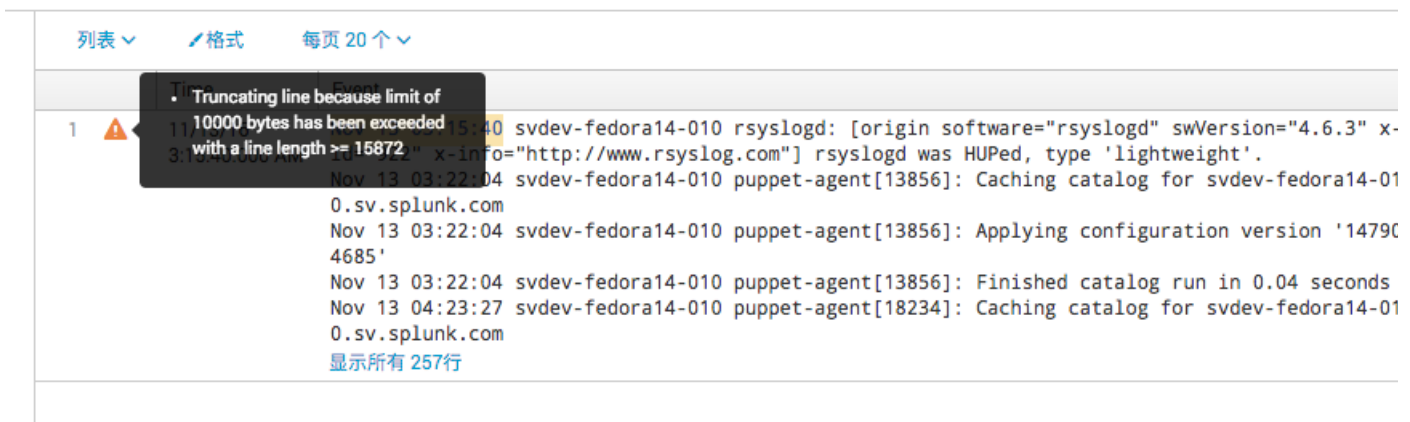 列表 格式 每页 20 个
Time Event
• Truncating line because limit of
10000 bytes has been exceeded
with a line length >= 15872
1
Nov 13 03:15:40 svdev-fedora14-010 rsyslogd: [origin software="rsyslogd" swVersion="4.6.3" x-
3:15:40.000 AM id="922" x-info="http://www.rsyslog.com"] rsyslogd was HUPed, type 'lightweight'.
Nov 13 03:22:04 svdev-fedora14-010 puppet-agent[13856]: Caching catalog for svdev-fedora14-01
0.sv.splunk.com
Nov 13 03:22:04 svdev-fedora14-010 puppet-agent[13856]: Applying configuration version '14790
4685'
Nov 13 03:22:04 svdev-fedora14-010 puppet-agent[13856]: Finished catalog run in 0.04 seconds
Nov 13 04:23:27 svdev-fedora14-010 puppet-agent[18234]: Caching catalog for svdev-fedora14-01
0.sv.splunk.com
显示所有 257行